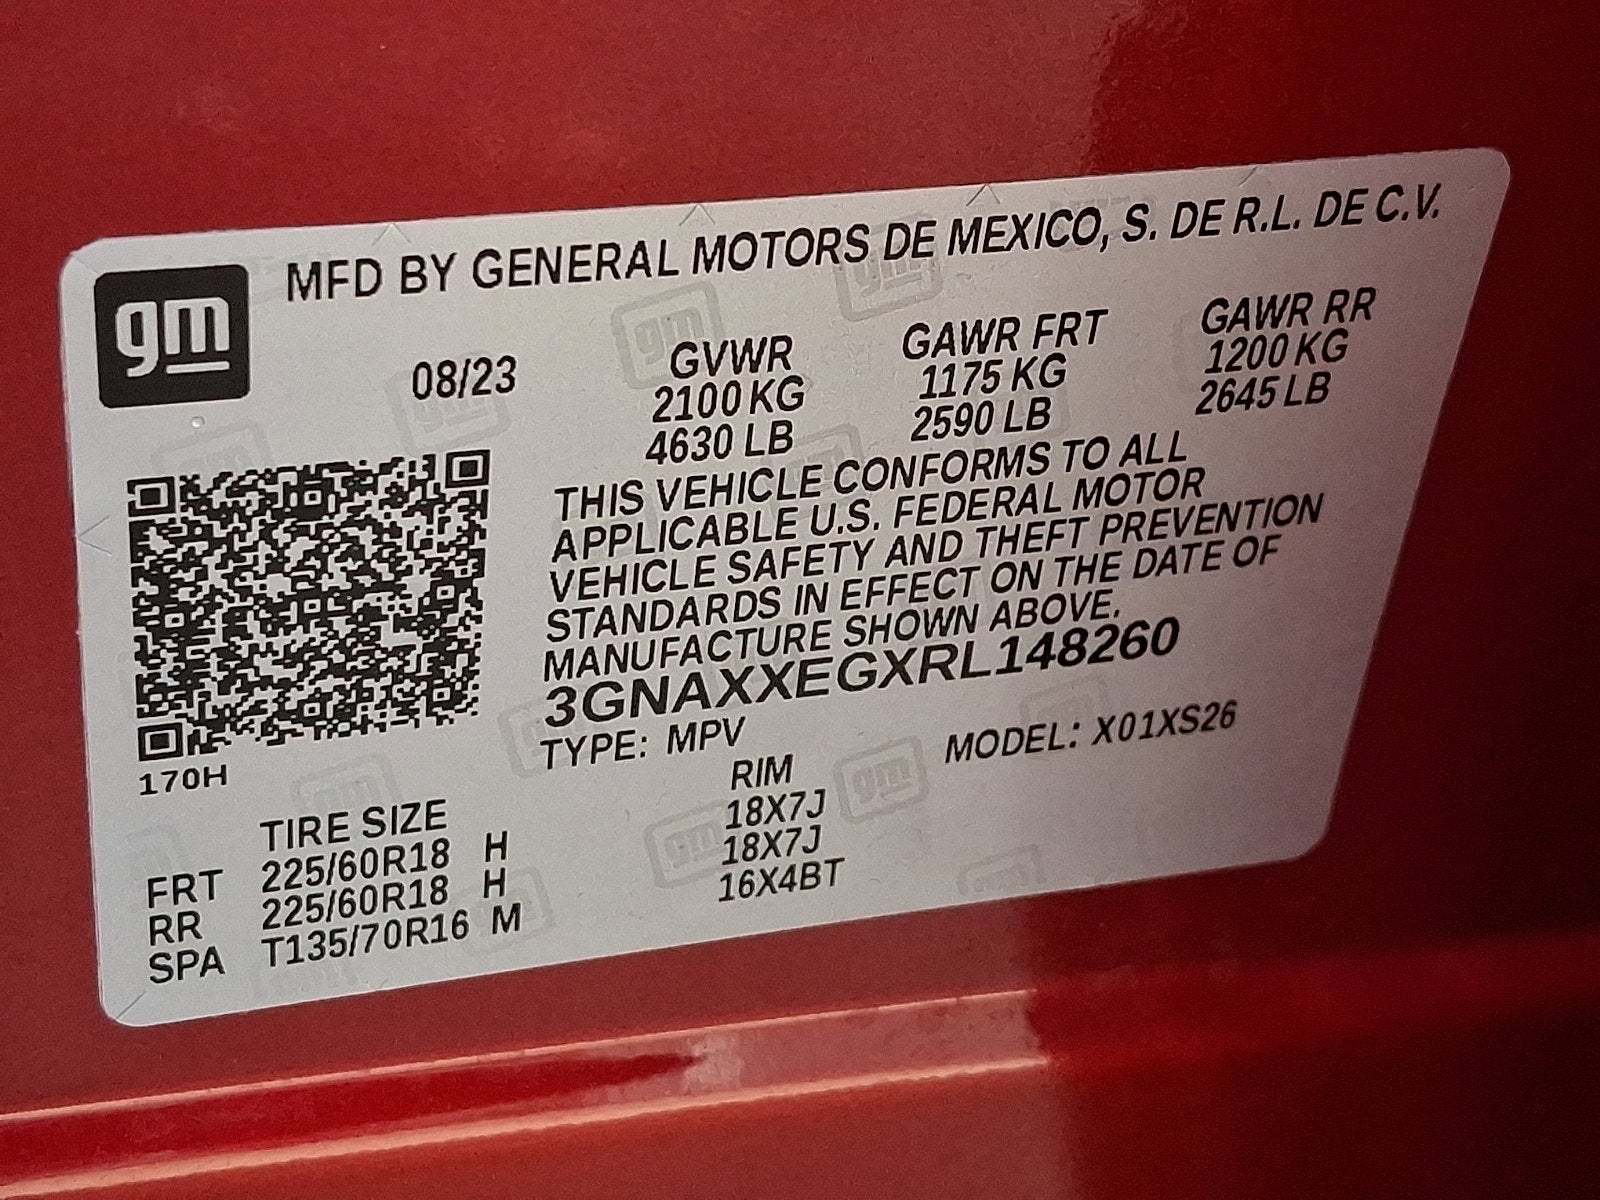 gm
MFD BY GENERAL MOTORS DE MEXICO, S. DE R.L. DE C.V.
08/23 GVWR GAWR FRT GAWR RR
2100 KG 1175 KG 1200 KG
4630 LB 2590 LB 2645 LB
THIS VEHICLE CONFORMS TO ALL
APPLICABLE U.S. FEDERAL MOTOR
VEHICLE SAFETY AND THEFT PREVENTION
STANDARDS IN EFFECT ON THE DATE OF
MANUFACTURE SHOWN ABOVE.
3GNAXXEGXRL148260
TYPE: MPV MODEL: X01XS26
170H
TIRE SIZE RIM
FRT 225/60R18 H 18X7J
RR 225/60R18 H 18X7J
SPA T135/70R16 M 16X4BT